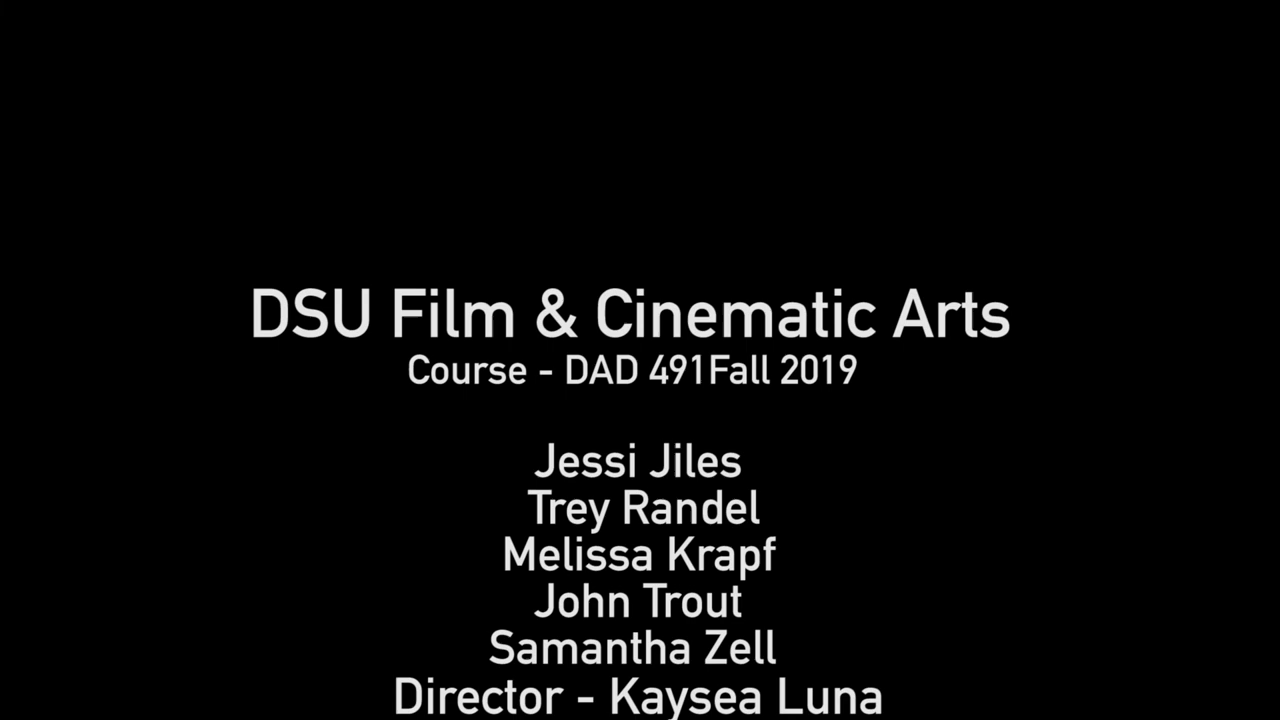 DSU Film & Cinematic Arts
Course - DAD 491Fall 2019
Jessi Jiles
Trey Randel
Melissa Krapf
John Trout
Samantha Zell
Director - Kaysea Luna